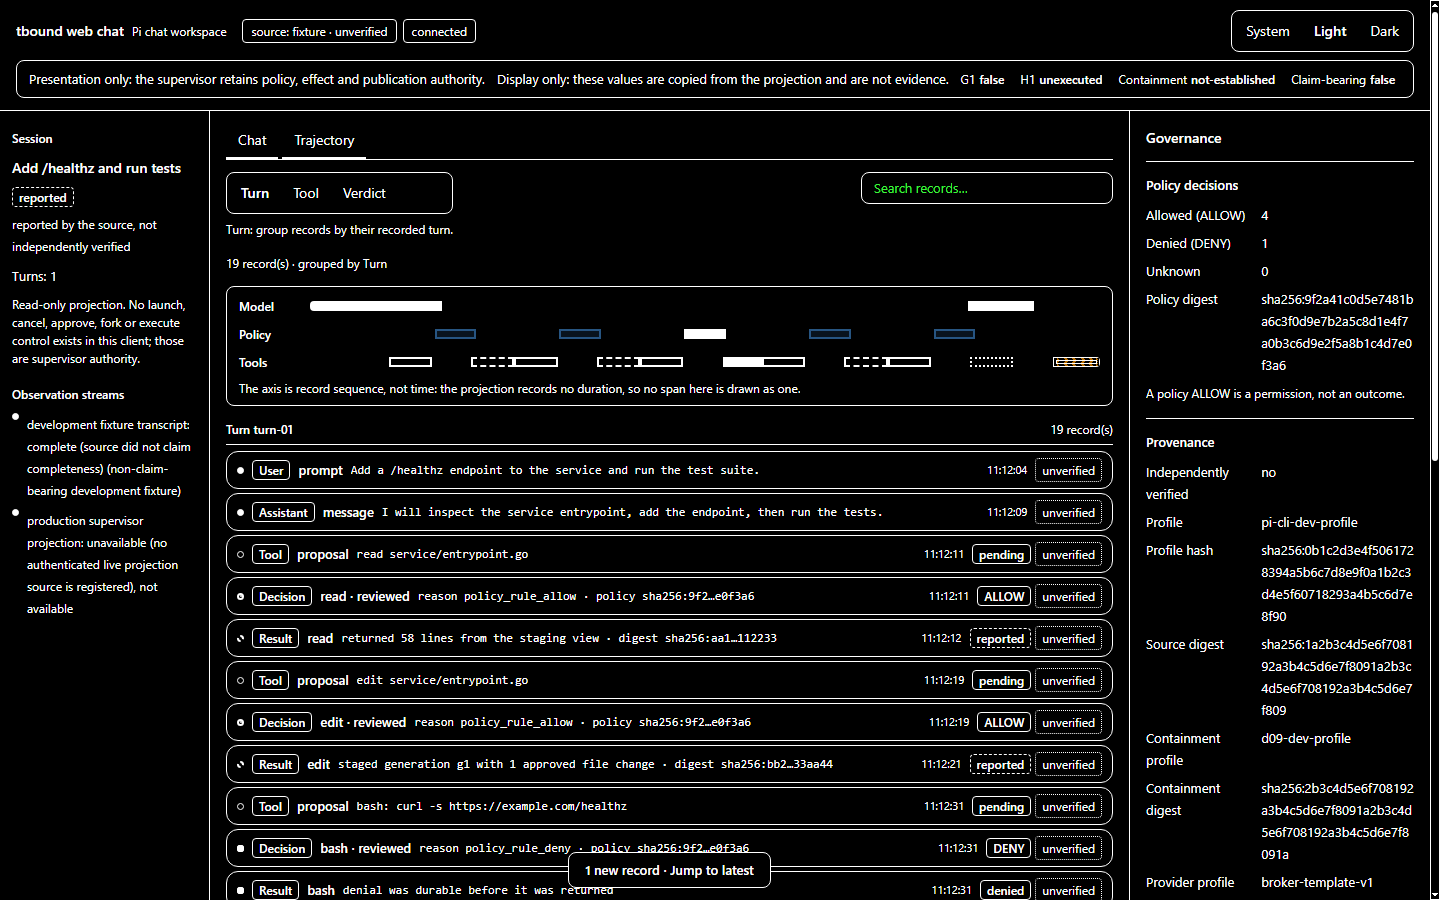 tbound web chat Pi chat workspace source: fixture · unverified connected System Light Dark
Presentation only: the supervisor retains policy, effect and publication authority. Display only: these values are copied from the projection and are not evidence. G1 false H1 unexecuted Containment not-established Claim-bearing false
Session
Add /healthz and run tests
reported
reported by the source, not
independently verified
Turns: 1
Read-only projection. No launch,
cancel, approve, fork or execute
control exists in this client; those
are supervisor authority.
Observation streams
development fixture transcript:
complete (source did not claim
completeness) (non-claim-
bearing development fixture)
production supervisor
projection: unavailable (no
authenticated live projection
source is registered), not
available
Chat Trajectory
Turn Tool Verdict
Search records...
Turn: group records by their recorded turn.
19 record(s) · grouped by Turn
Model
Policy
Tools
The axis is record sequence, not time: the projection records no duration, so no span here is drawn as one.
Turn turn-01 19 record(s)
User prompt Add a /healthz endpoint to the service and run the test suite. 11:12:04 unverified
Assistant message I will inspect the service entrypoint, add the endpoint, then run the tests. 11:12:09 unverified
Tool proposal read service/entrypoint.go 11:12:11 pending unverified
Decision read · reviewed reason policy_rule_allow · policy sha256:9f2…e0f3a6 11:12:11 ALLOW unverified
Result read returned 58 lines from the staging view · digest sha256:aa1…112233 11:12:12 reported unverified
Tool proposal edit service/entrypoint.go 11:12:19 pending unverified
Decision edit · reviewed reason policy_rule_allow · policy sha256:9f2…e0f3a6 11:12:19 ALLOW unverified
Result edit staged generation g1 with 1 approved file change · digest sha256:bb2…33aa44 11:12:21 reported unverified
Tool proposal bash: curl -s https://example.com/healthz 11:12:31 pending unverified
Decision bash · reviewed reason policy_rule_deny · policy sha256:9f2…e0f3a6 11:12:31 DENY unverified
1 new record · Jump to latest
Result bash denial was durable before it was returned 11:12:31 denied unverified
Governance
Policy decisions
Allowed (ALLOW) 4
Denied (DENY) 1
Unknown 0
Policy digest sha256:9f2a41c0d5e7481b
a6c3f0d9e7b2a5c8d1e4f7
a0b3c6d9e2f5a8b1c4d7e0
f3a6
A policy ALLOW is a permission, not an outcome.
Provenance
Independently no
verified
Profile pi-cli-dev-profile
Profile hash sha256:0b1c2d3e4f506172
8394a5b6c7d8e9f0a1b2c3
d4e5f60718293a4b5c6d7e
8f90
Source digest sha256:1a2b3c4d5e6f7081
92a3b4c5d6e7f8091a2b3c
4d5e6f708192a3b4c5d6e7
f809
Containment d09-dev-profile
profile
Containment sha256:2b3c4d5e6f708192
digest a3b4c5d6e7f8091a2b3c4d
5e6f708192a3b4c5d6e7f8
091a
Provider profile broker-template-v1